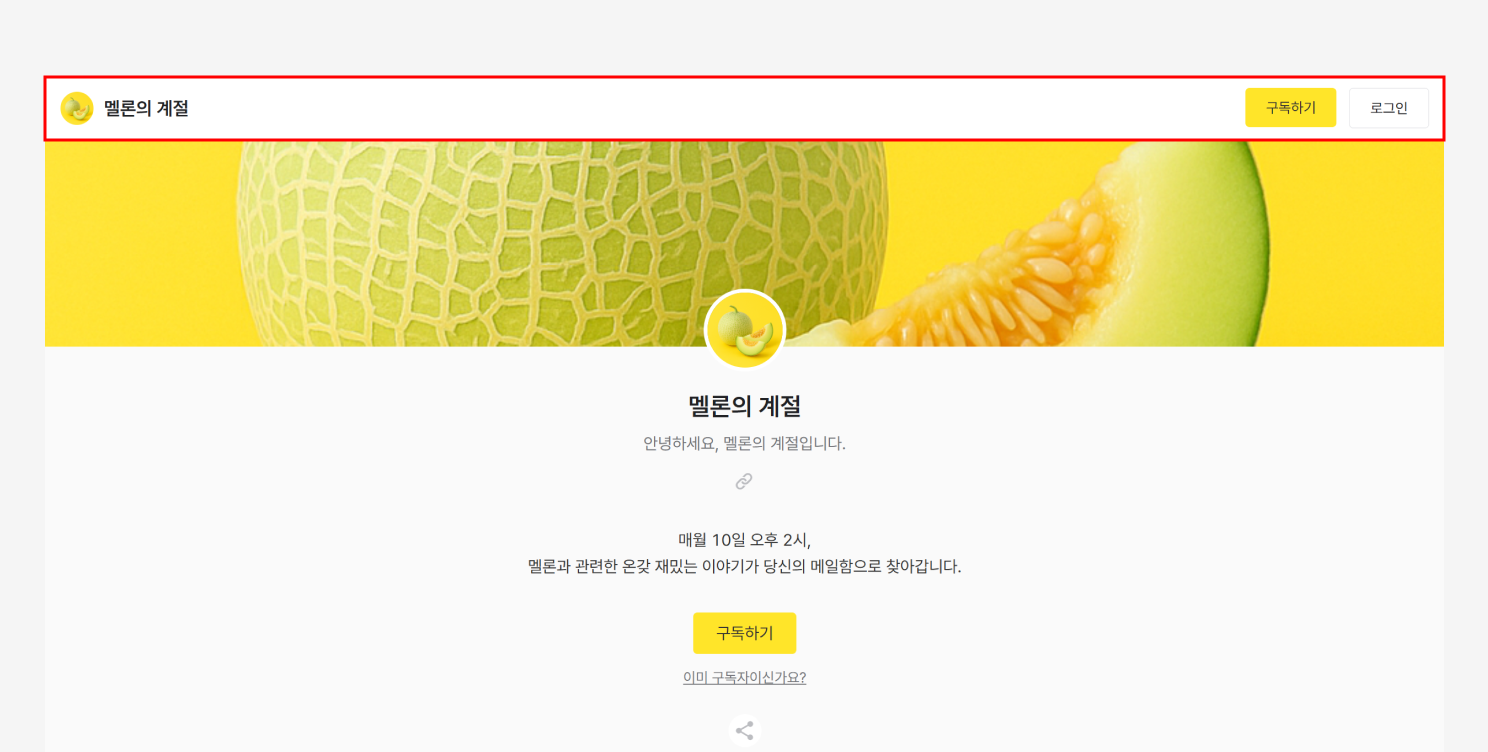 멜론의 계절
구독하기
로그인
멜론의 계절
안녕하세요, 멜론의 계절입니다.
매월 10일 오후 2시,
멜론과 관련한 온갖 재밌는 이야기가 당신의 메일함으로 찾아갑니다.
구독하기
이미 구독자이신가요?